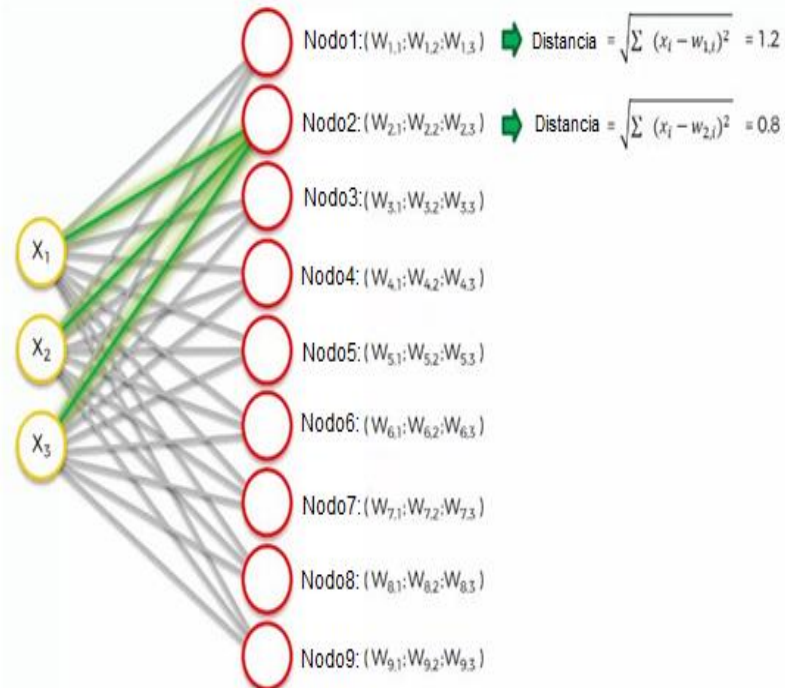 Nodo1: (W1,1; W1,2; W1,3) Distancia = √∑ (xi − w1,i)² = 1.2
Nodo2: (W2,1; W2,2; W2,3) Distancia = √∑ (xi − w2,i)² = 0.8
Nodo3: (W3,1; W3,2; W3,3)
X1
Nodo4: (W4,1; W4,2; W4,3)
X2
Nodo5: (W5,1; W5,2; W5,3)
Nodo6: (W6,1; W6,2; W6,3)
X3
Nodo7: (W7,1; W7,2; W7,3)
Nodo8: (W8,1; W8,2; W8,3)
Nodo9: (W9,1; W9,2; W9,3)